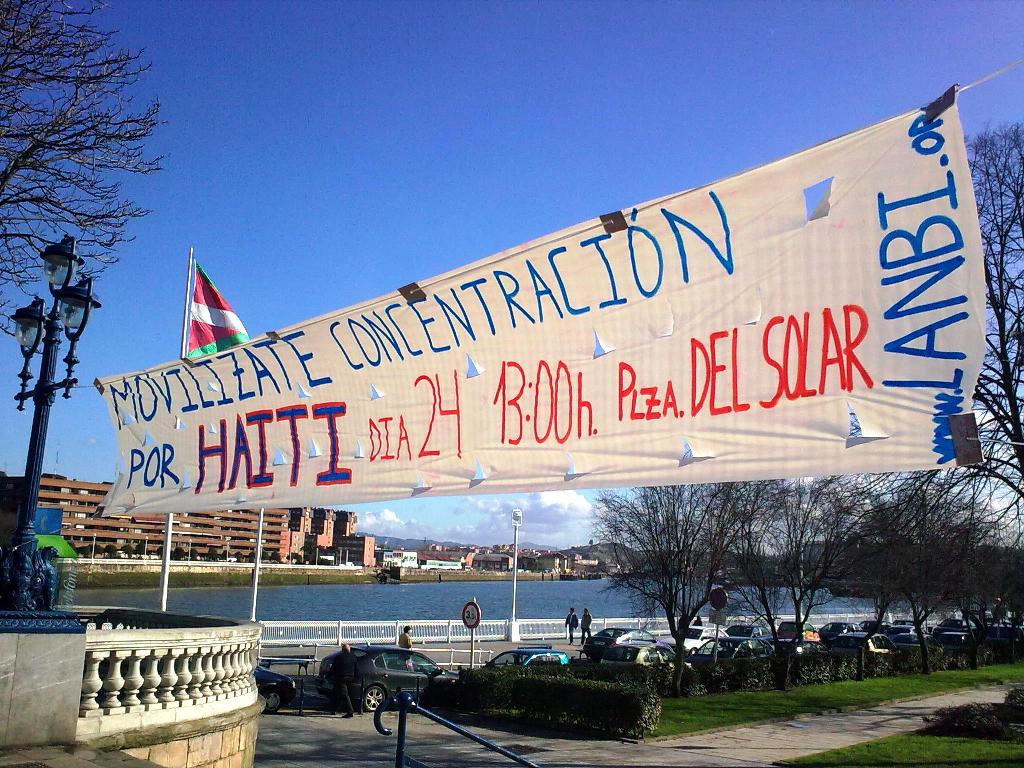 MOVILIZATE CONCENTRACIÓN
POR HAITI DIA 24 13:00h. PLZA. DEL SOLAR
www.LANBI.org